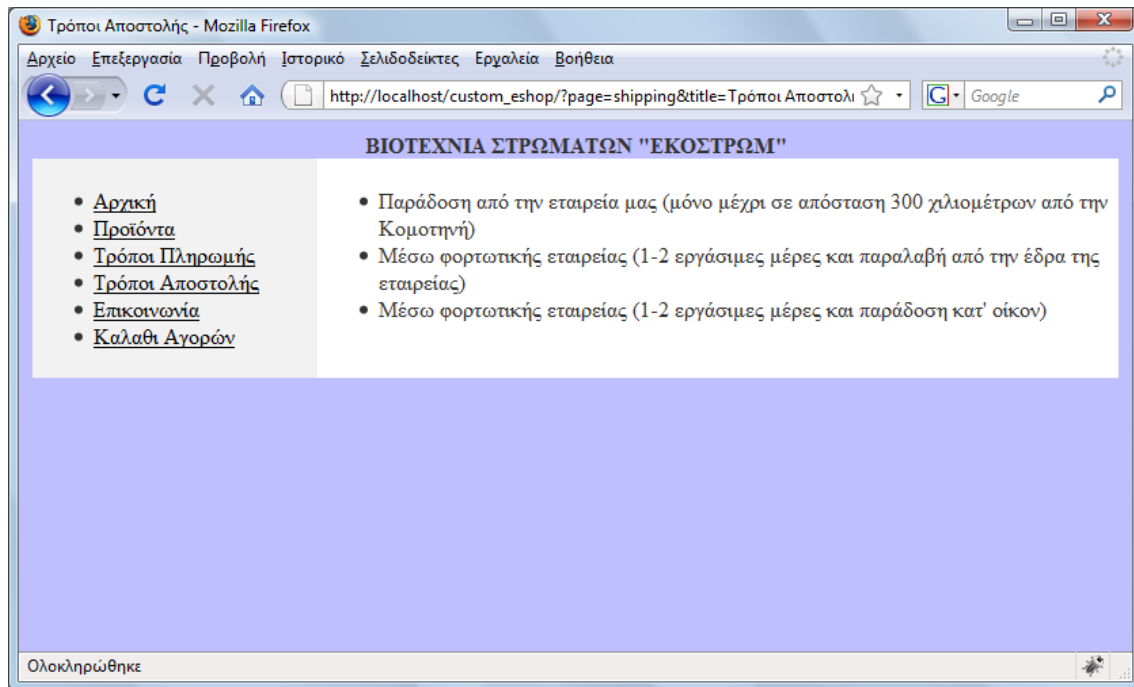 Τρόποι Αποστολής - Mozilla Firefox
Αρχείο Επεξεργασία Προβολή Ιστορικό Σελιδοδείκτες Εργαλεία Βοήθεια
http://localhost/custom_eshop/?page=shipping&title=Τρόποι Αποστολι Google
ΒΙΟΤΕΧΝΙΑ ΣΤΡΩΜΑΤΩΝ "ΕΚΟΣΤΡΩΜ"
Αρχική
Προϊόντα
Τρόποι Πληρωμής
Τρόποι Αποστολής
Επικοινωνία
Καλαθι Αγορών
Παράδοση από την εταιρεία μας (μόνο μέχρι σε απόσταση 300 χιλιομέτρων από την
Κομοτηνή)
Μέσω φορτωτικής εταιρείας (1-2 εργάσιμες μέρες και παραλαβή από την έδρα της
εταιρείας)
Μέσω φορτωτικής εταιρείας (1-2 εργάσιμες μέρες και παράδοση κατ' οίκον)
Ολοκληρώθηκε